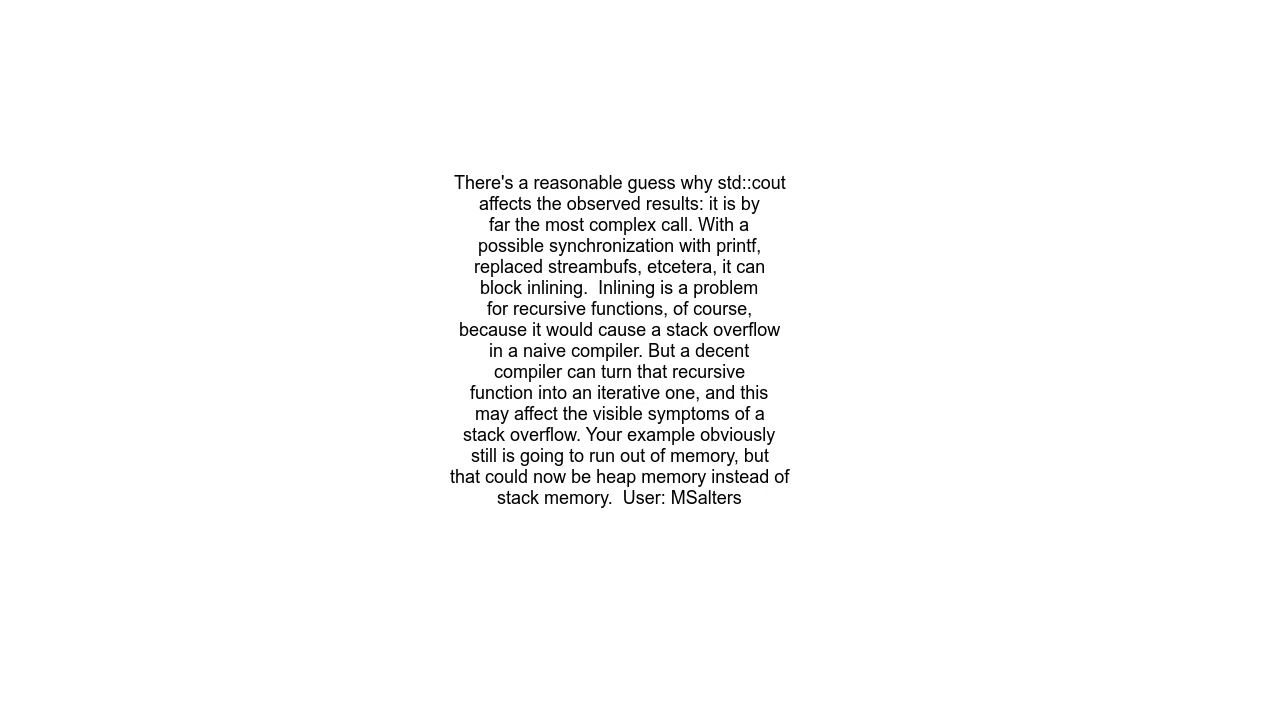 There's a reasonable guess why std::cout
affects the observed results: it is by
far the most complex call. With a
possible synchronization with printf,
replaced streambufs, etcetera, it can
block inlining.  Inlining is a problem
for recursive functions, of course,
because it would cause a stack overflow
in a naive compiler. But a decent
compiler can turn that recursive
function into an iterative one, and this
may affect the visible symptoms of a
stack overflow. Your example obviously
still is going to run out of memory, but
that could now be heap memory instead of
stack memory.  User: MSalters